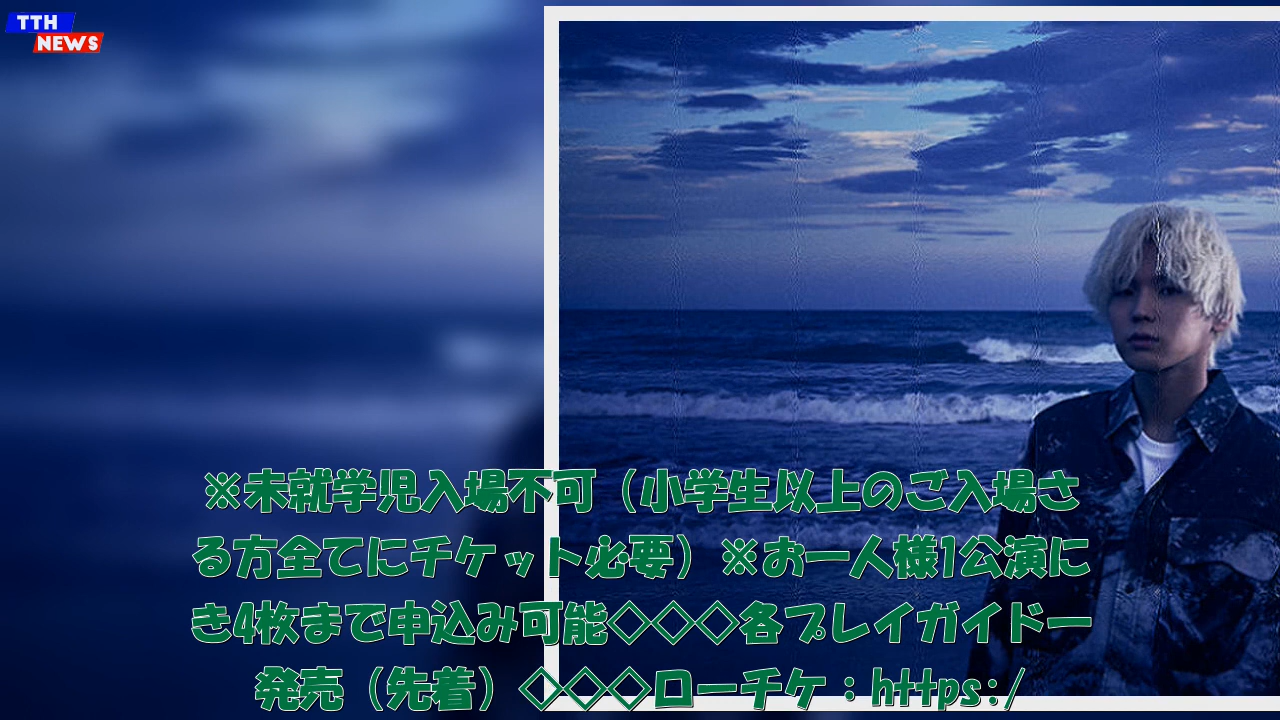 TTH
NEWS
※未就学児入場不可（小学生以上のご入場さ
る方全てにチケット必要）※お一人様1公演に
き4枚まで申込み可能◇◇◇各プレイガイド一
発売（先着）◇◇◇ローチケ：https:/